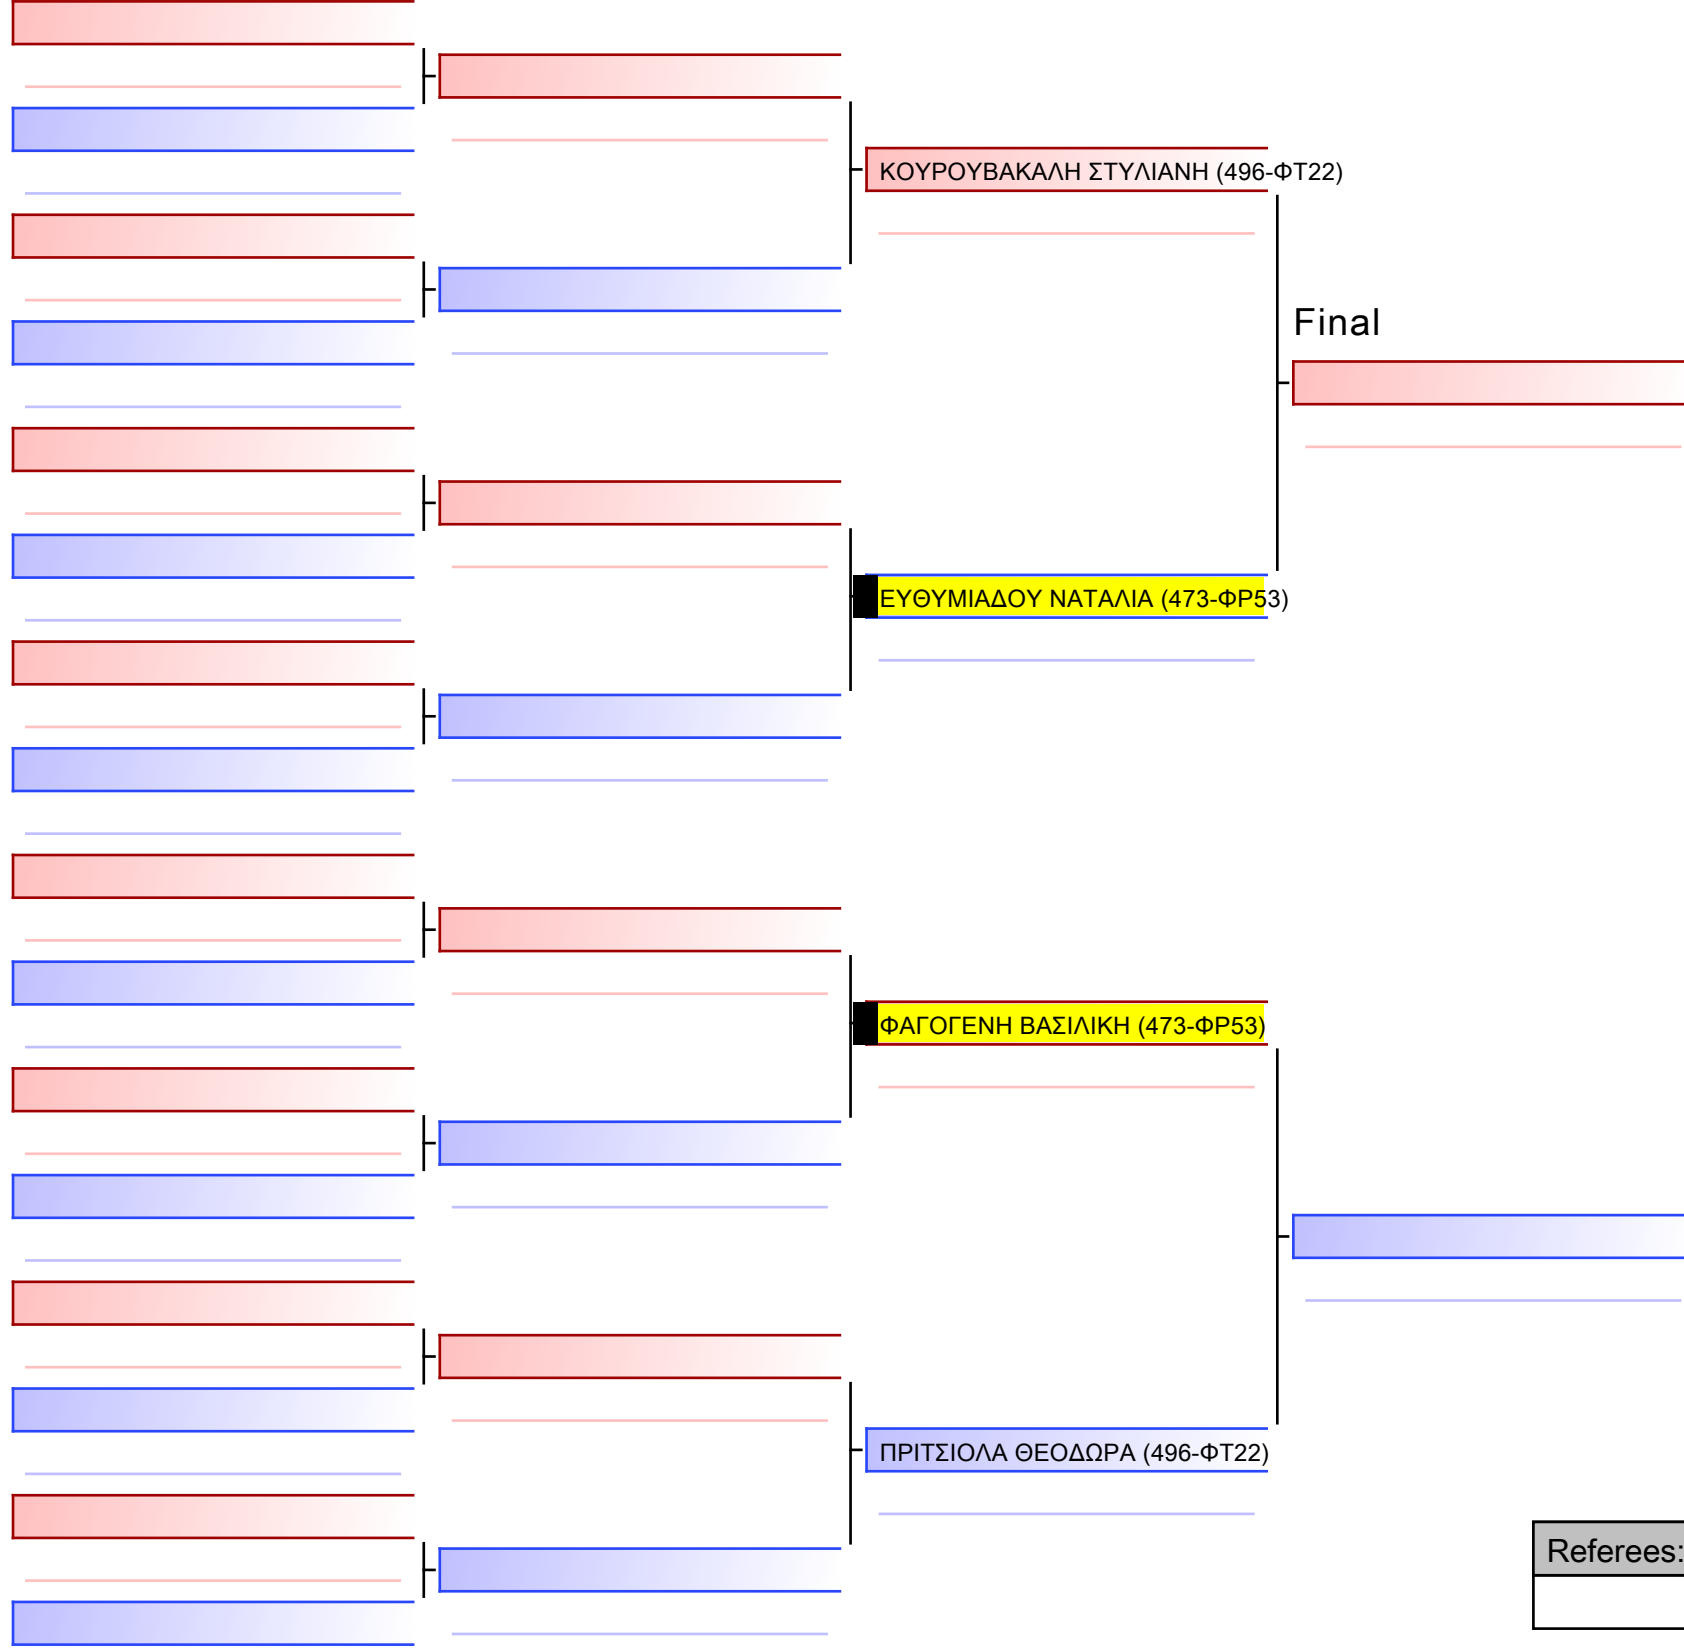 ΚΟΥΡΟΥΒΑΚΑΛΗ ΣΤΥΛΙΑΝΗ (496-ΦΤ22)
Final
ΕΥΘΥΜΙΑΔΟΥ ΝΑΤΑΛΙΑ (473-ΦΡ53)
ΦΑΓΟΓΕΝΗ ΒΑΣΙΛΙΚΗ (473-ΦΡ53)
ΠΡΙΤΣΙΟΛΑ ΘΕΟΔΩΡΑ (496-ΦΤ22)
Referees: